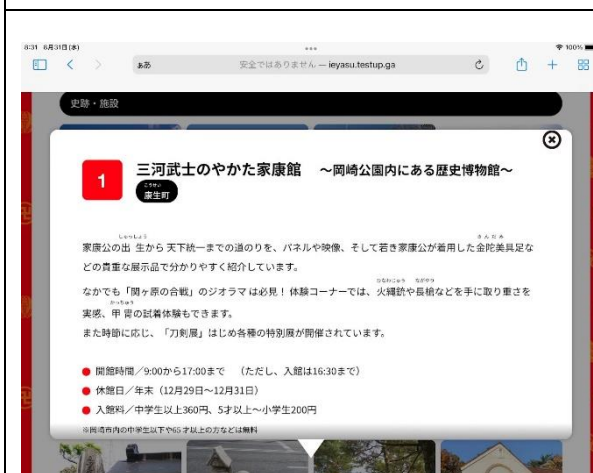 8:31 8月31日(水)
100%
ぁあ
安全ではありません — ieyasu.testup.ga
史跡・施設
1
三河武士のやかた家康館 ～岡崎公園内にある歴史博物館～
こうせい
康生町
しゅっしょう
きんだみ
家康公の出 生から 天下統一までの道のりを、パネルや映像、そして若き家康公が着用した金陀美具足な
どの貴重な展示品で分かりやすく紹介しています。
ひなわじゅう ながやり
なかでも「関ヶ原の合戦」のジオラマは必見！ 体験コーナーでは、火縄銃や長槍などを手に取り重さを
かっちゅう
実感、甲 冑の試着体験もできます。
また時節に応じ、「刀剣展」はじめ各種の特別展が開催されています。
開館時間／9:00から17:00まで （ただし、入館は16:30まで）
休館日／年末（12月29日～12月31日）
入館料／中学生以上360円、5才以上～小学生200円
※岡崎市内の中学生以下や65才以上の方などは無料